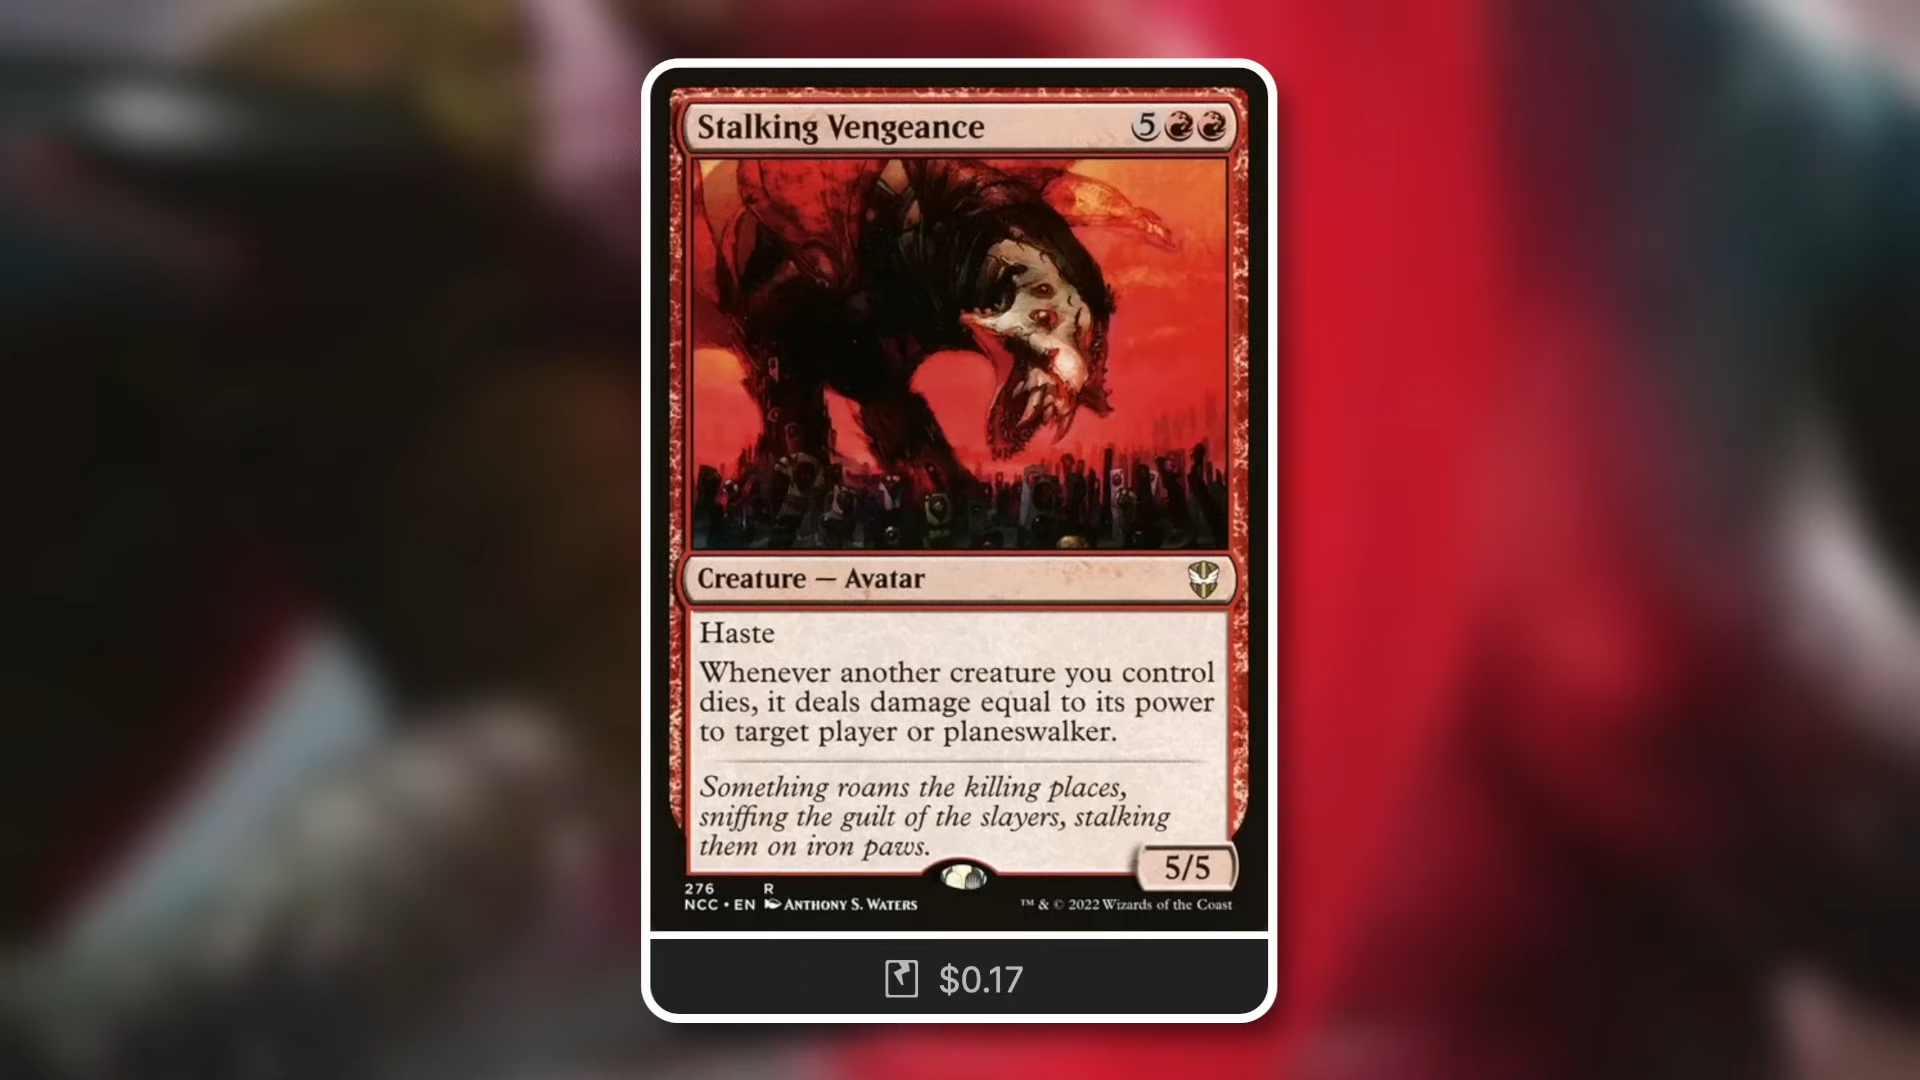 Stalking Vengeance 5
Creature — Avatar
Haste
Whenever another creature you control
dies, it deals damage equal to its power
to target player or planeswalker.
Something roams the killing places,
sniffing the guilt of the slayers, stalking
them on iron paws.
5/5
276 R
NCC • EN Anthony S. Waters ™ & © 2022 Wizards of the Coast
$0.17